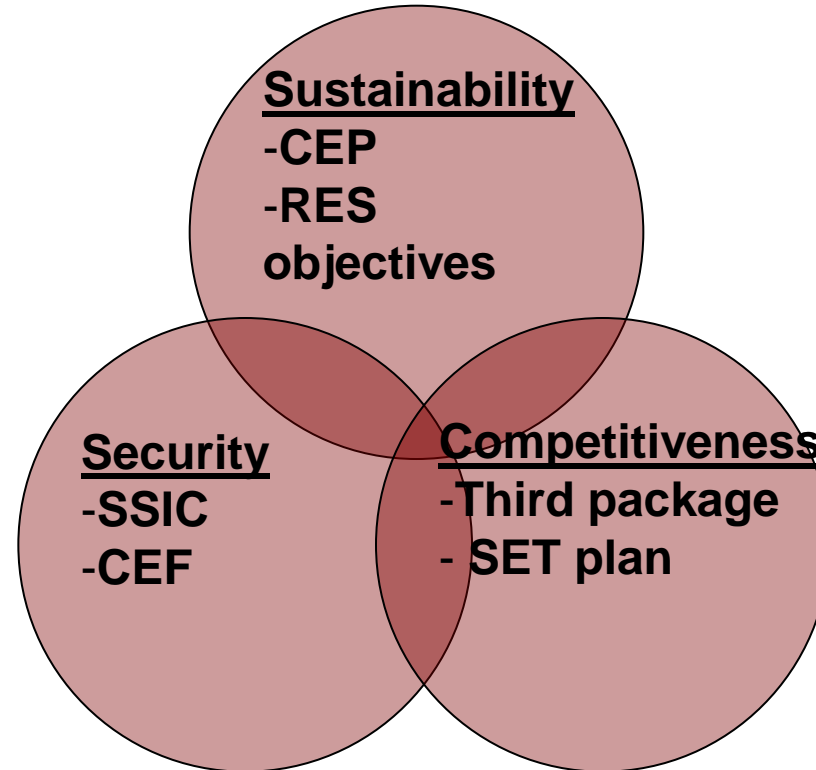 Sustainability
-CEP
-RES
objectives
Security
-SSIC
-CEF
Competitiveness
-Third package
- SET plan